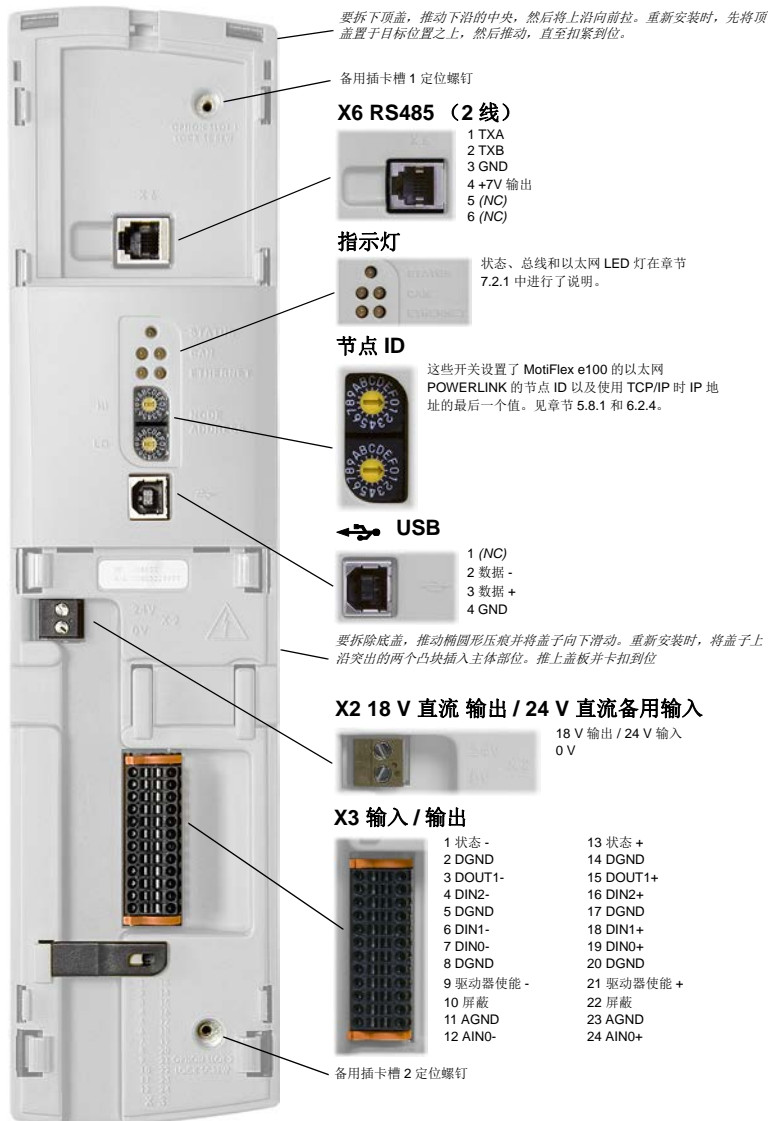 要拆下顶盖，推动下沿的中央，然后将上沿向前拉。重新安装时，先将顶
盖置于目标位置之上，然后推动，直至扣紧到位。
备用插卡槽 1 定位螺钉
X6 RS485 （2 线）
1 TXA
2 TXB
3 GND
4 +7V 输出
5 (NC)
6 (NC)
X 6
指示灯
状态、总线和以太网 LED 灯在章节
7.2.1 中进行了说明。
STATUS
CAN
ETHERNET
节点 ID
这些开关设置了 MotiFlex e100 的以太网
POWERLINK 的节点 ID 以及使用 TCP/IP 时 IP 地
址的最后一个值。见章节 5.8.1 和 6.2.4。
HI
LO
NODE
ADDRESS
USB
1 (NC)
2 数据 -
3 数据 +
4 GND
24V
0V
X 2
要拆除底盖，推动椭圆形压痕并将盖子向下滑动。重新安装时，将盖子上
沿突出的两个凸块插入主体部位。推上盖板并卡扣到位
X2 18 V 直流 输出 / 24 V 直流备用输入
18 V 输出 / 24 V 输入
0 V
X3 输入 / 输出
1 状态 -
2 DGND
3 DOUT1-
4 DIN2-
5 DGND
6 DIN1-
7 DIN0-
8 DGND
9 驱动器使能 -
10 屏蔽
11 AGND
12 AIN0-
13 状态 +
14 DGND
15 DOUT1+
16 DIN2+
17 DGND
18 DIN1+
19 DIN0+
20 DGND
21 驱动器使能 +
22 屏蔽
23 AGND
24 AIN0+
备用插卡槽 2 定位螺钉
X 3